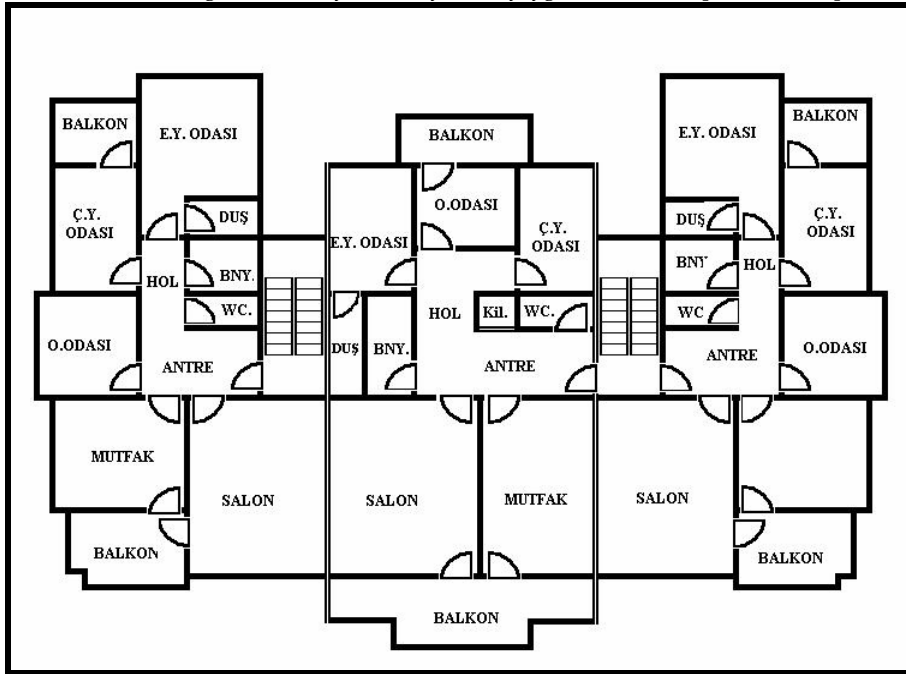 BALKON
E.Y. ODASI
BALKON
E.Y. ODASI
BALKON
Ç.Y.
ODASI
DUŞ
O.ODASI
E.Y. ODASI
Ç.Y.
ODASI
DUŞ
Ç.Y.
ODASI
HOL
BNY.
BNY
HOL
WC.
HOL
Kil.
WC.
WC
O.ODASI
ANTRE
DUŞ
BNY.
ANTRE
ANTRE
O.ODASI
MUTFAK
SALON
SALON
MUTFAK
SALON
BALKON
BALKON
BALKON